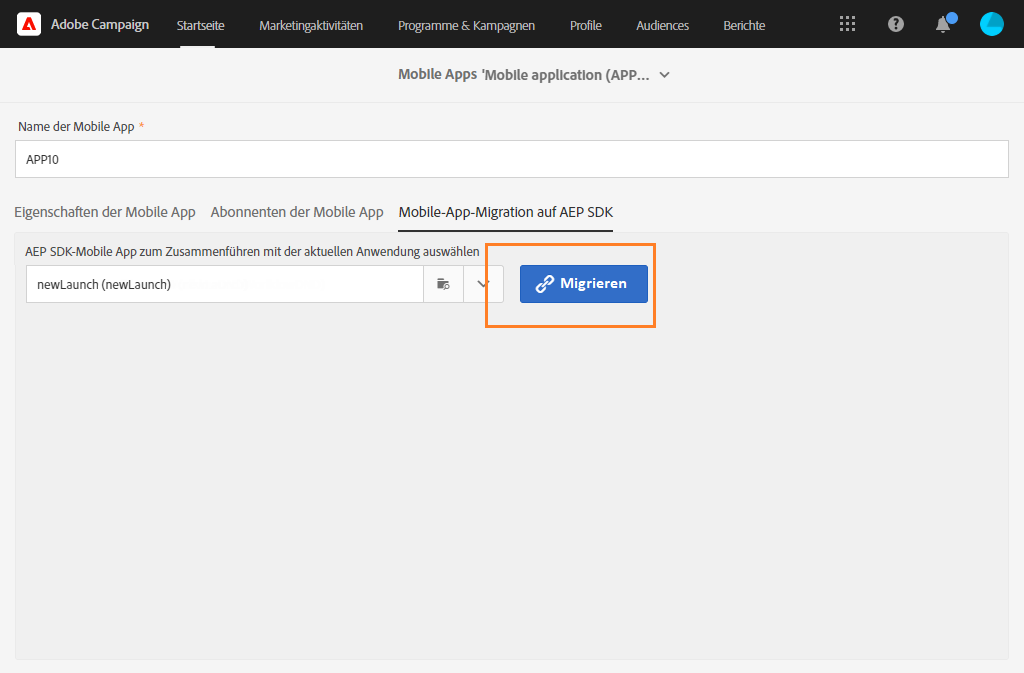 Adobe Campaign Startseite Marketingaktivitäten Programme & Kampagnen Profile Audiences Berichte
Mobile Apps 'Mobile application (APP...
Name der Mobile App *
APP10
Eigenschaften der Mobile App Abonnenten der Mobile App Mobile-App-Migration auf AEP SDK
AEP SDK-Mobile App zum Zusammenführen mit der aktuellen Anwendung auswählen
newLaunch (newLaunch) Migrieren